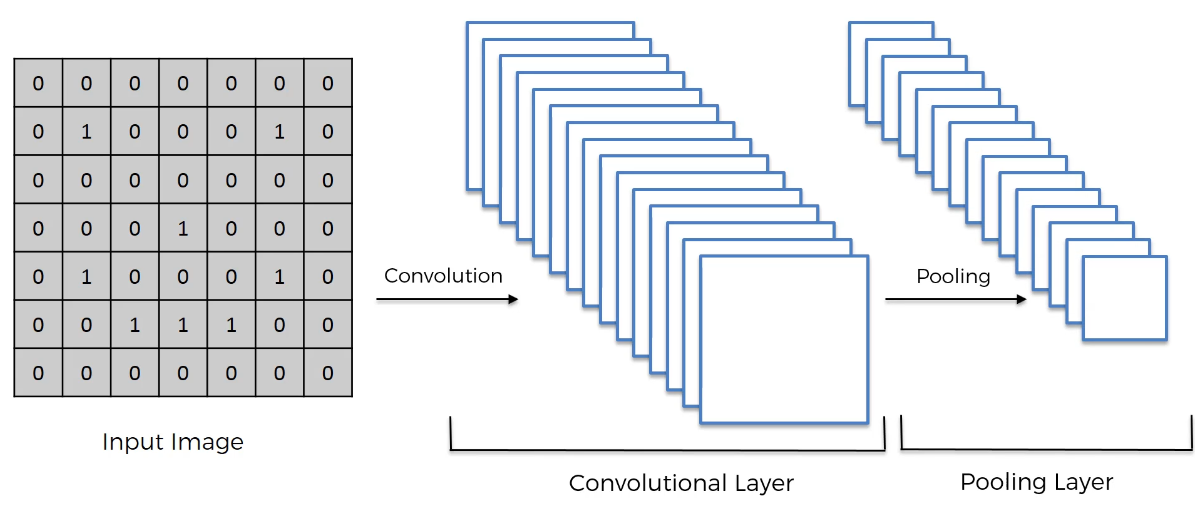 0 0 0 0 0 0 0
0 1 0 0 0 1 0
0 0 0 0 0 0 0
0 0 0 1 0 0 0
0 1 0 0 0 1 0
0 0 1 1 1 0 0
0 0 0 0 0 0 0
Input Image
Convolution
Convolutional Layer
Pooling
Pooling Layer